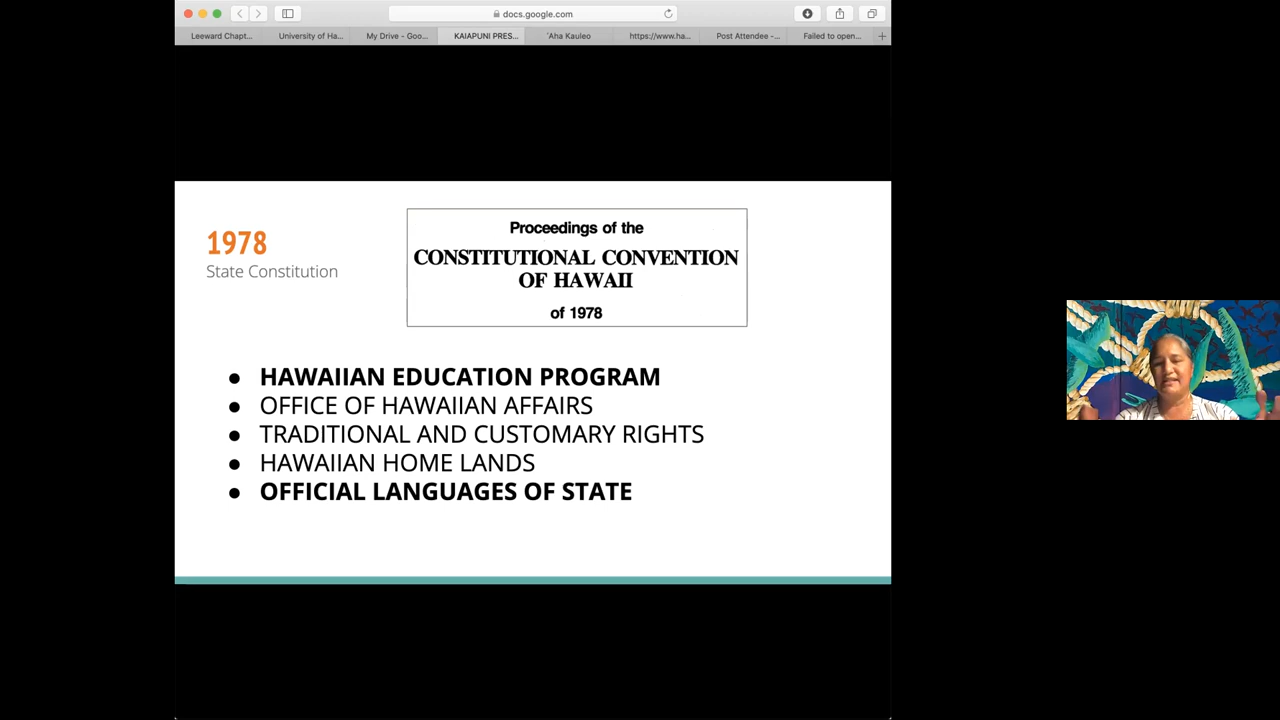 docs.google.com
Leeward Chapt...
University of Ha...
My Drive - Goo...
KAIAPUNI PRES...
ʻAha Kauleo
https://www.ha...
Post Attendee -...
Failed to open...
1978
State Constitution
Proceedings of the
CONSTITUTIONAL CONVENTION
OF HAWAII
of 1978
● HAWAIIAN EDUCATION PROGRAM
● OFFICE OF HAWAIIAN AFFAIRS
● TRADITIONAL AND CUSTOMARY RIGHTS
● HAWAIIAN HOME LANDS
● OFFICIAL LANGUAGES OF STATE